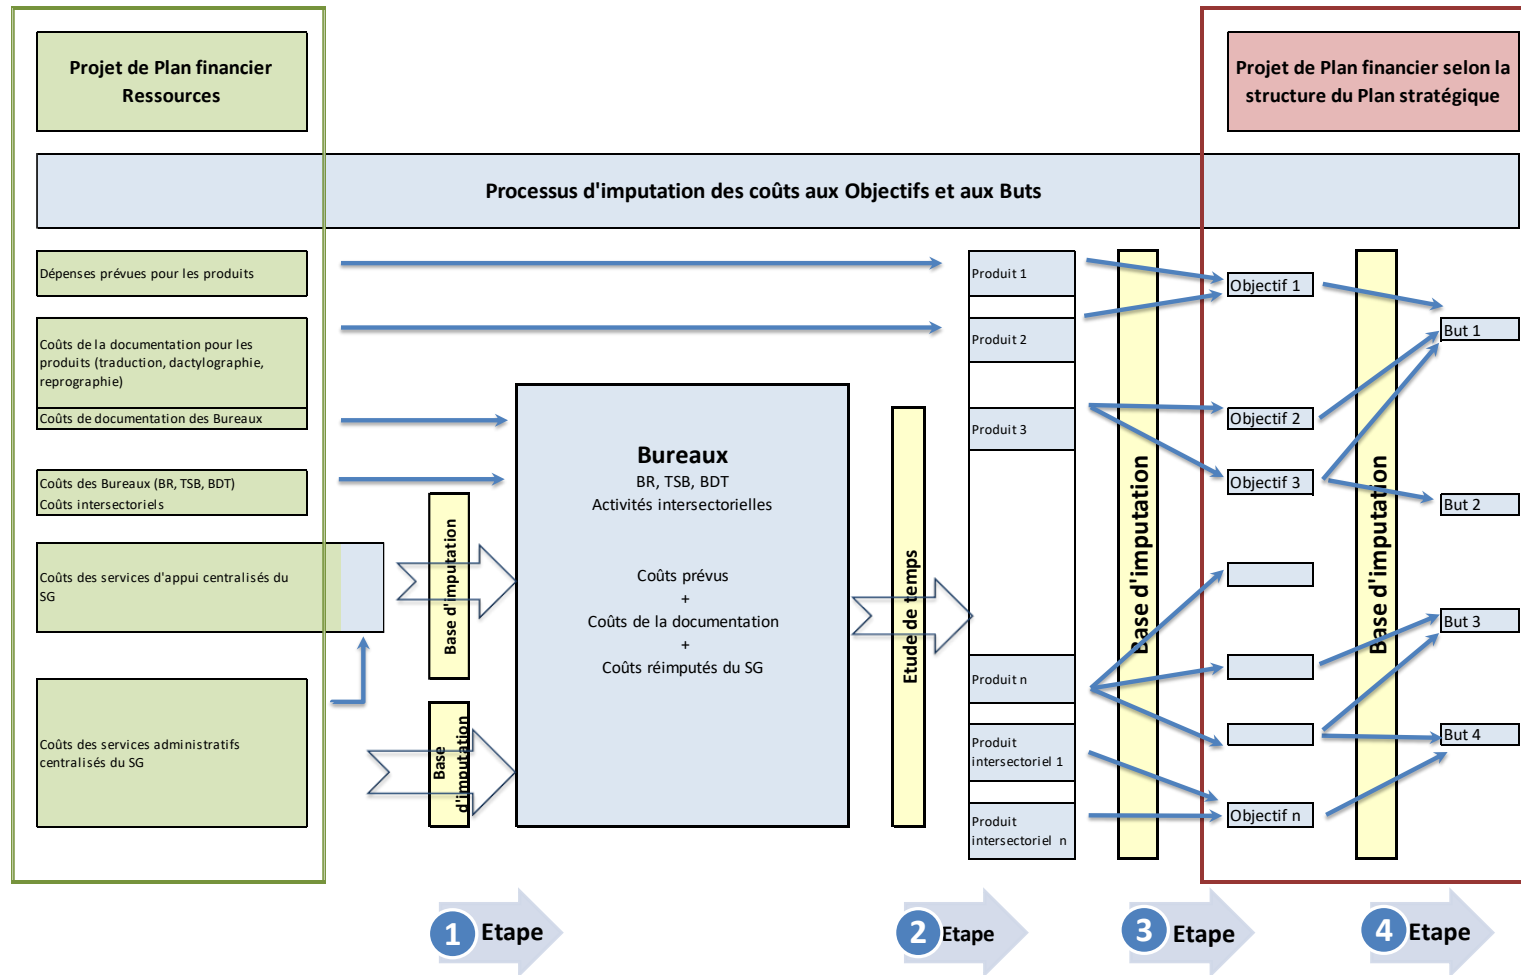 Projet de Plan financier
Ressources
Projet de Plan financier selon la
structure du Plan stratégique
Processus d'imputation des coûts aux Objectifs et aux Buts
Dépenses prévues pour les produits
Coûts de la documentation pour les
produits (traduction, dactylographie,
reprographie)
Coûts de documentation des Bureaux
Coûts des Bureaux (BR, TSB, BDT)
Coûts intersectoriels
Coûts des services d'appui centralisés du
SG
Coûts des services administratifs
centralisés du SG
Base d'imputation
Base
d'imputation
Bureaux
BR, TSB, BDT
Activités intersectorielles
Coûts prévus
+
Coûts de la documentation
+
Coûts réimputés du SG
Etude de temps
Produit 1
Produit 2
Produit 3
Produit n
Produit
intersectoriel 1
Produit
intersectoriel n
Base d'imputation
Objectif 1
Objectif 2
Objectif 3
Objectif n
Base d'imputation
But 1
But 2
But 3
But 4
1 Etape
2 Etape
3 Etape
4 Etape